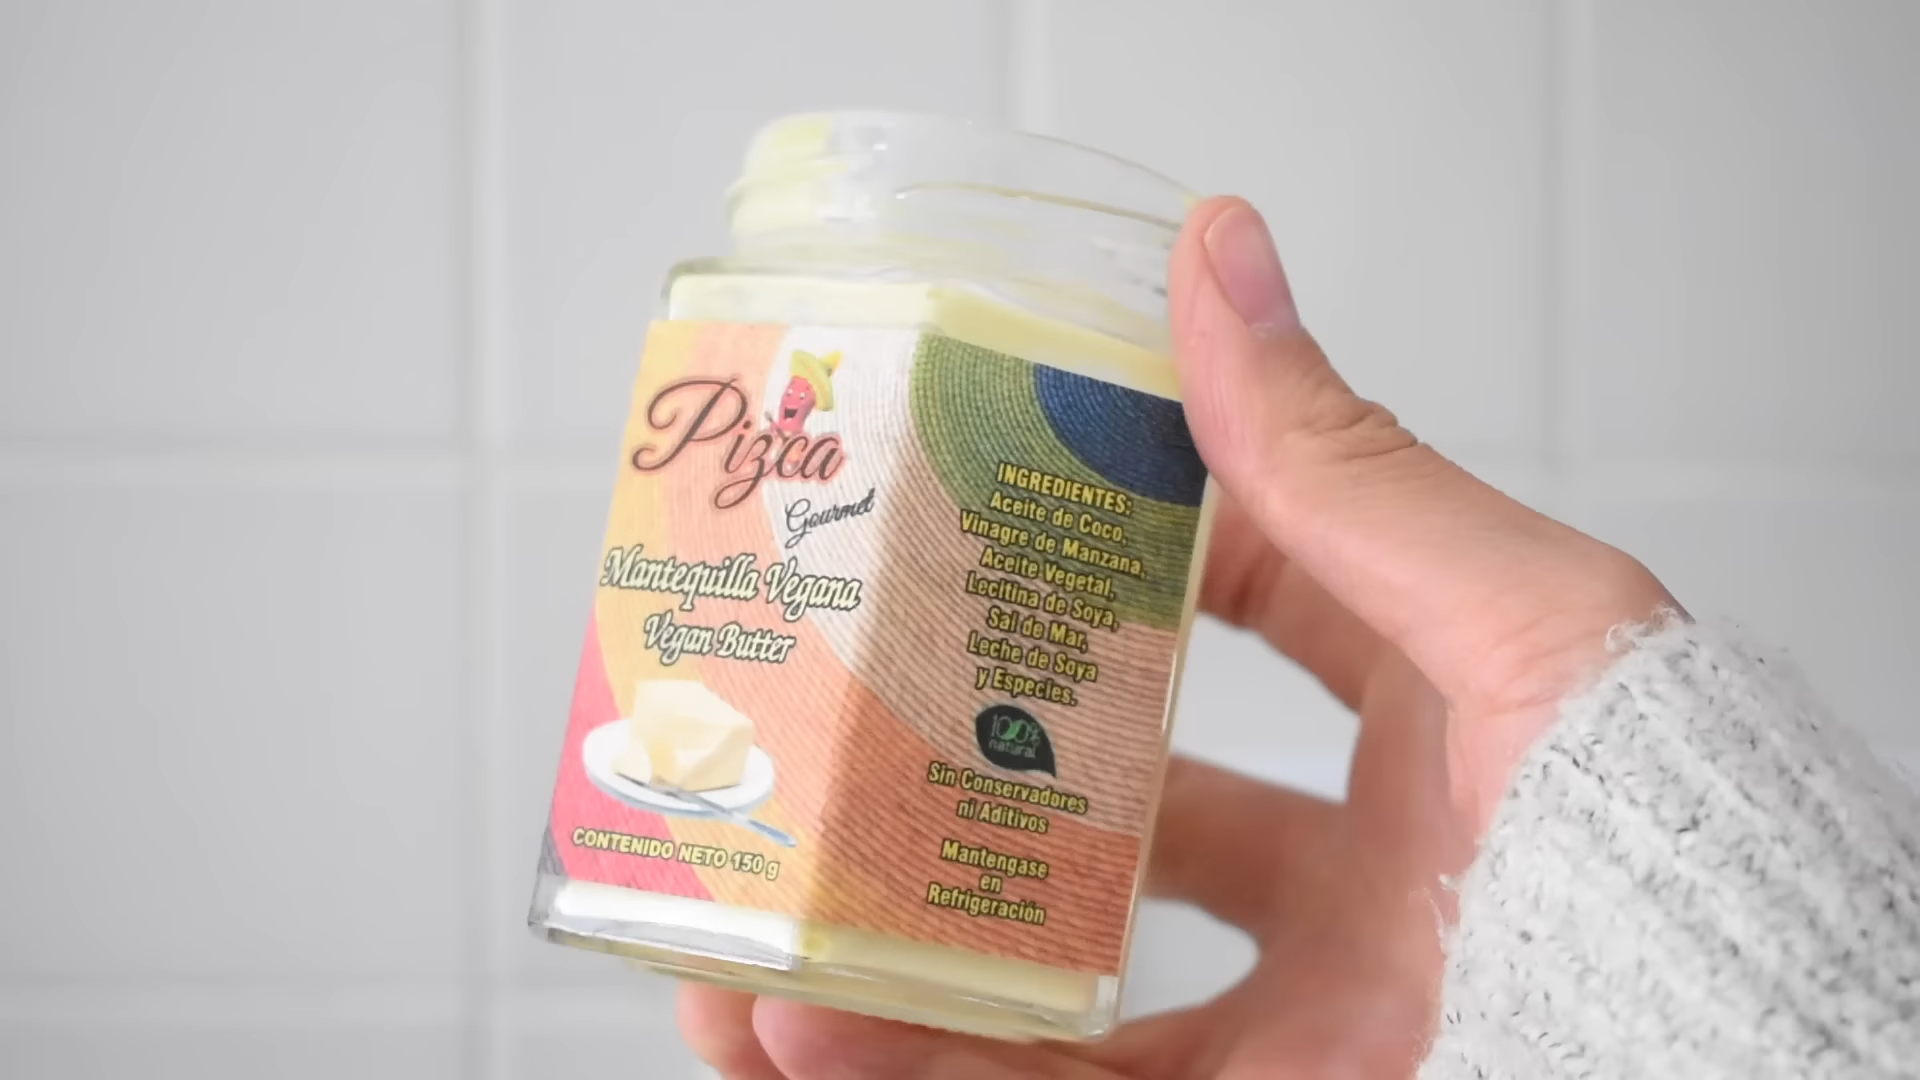 Pizca
Gourmet
Mantequilla Vegana
Vegan Butter
CONTENIDO NETO 150 g
INGREDIENTES:
Aceite de Coco,
Vinagre de Manzana,
Aceite Vegetal,
Lecitina de Soya,
Sal de Mar,
Leche de Soya
y Especies.
100%
natural
Sin Conservadores
ni Aditivos
Mantengase
en
Refrigeración